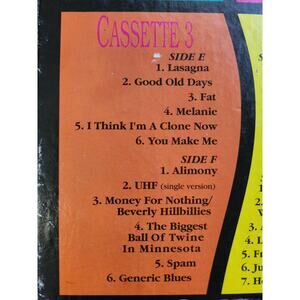 CASSETTE 3
SIDE E
1. Lasagna
2. Good Old Days
3. Fat
4. Melanie
5. I Think I'm A Clone Now
6. You Make Me
SIDE F
1. Alimony
2. UHF (single version)
3. Money For Nothing/
Beverly Hillbillies
4. The Biggest
Ball Of Twine
In Minnesota
5. Spam
6. Generic Blues